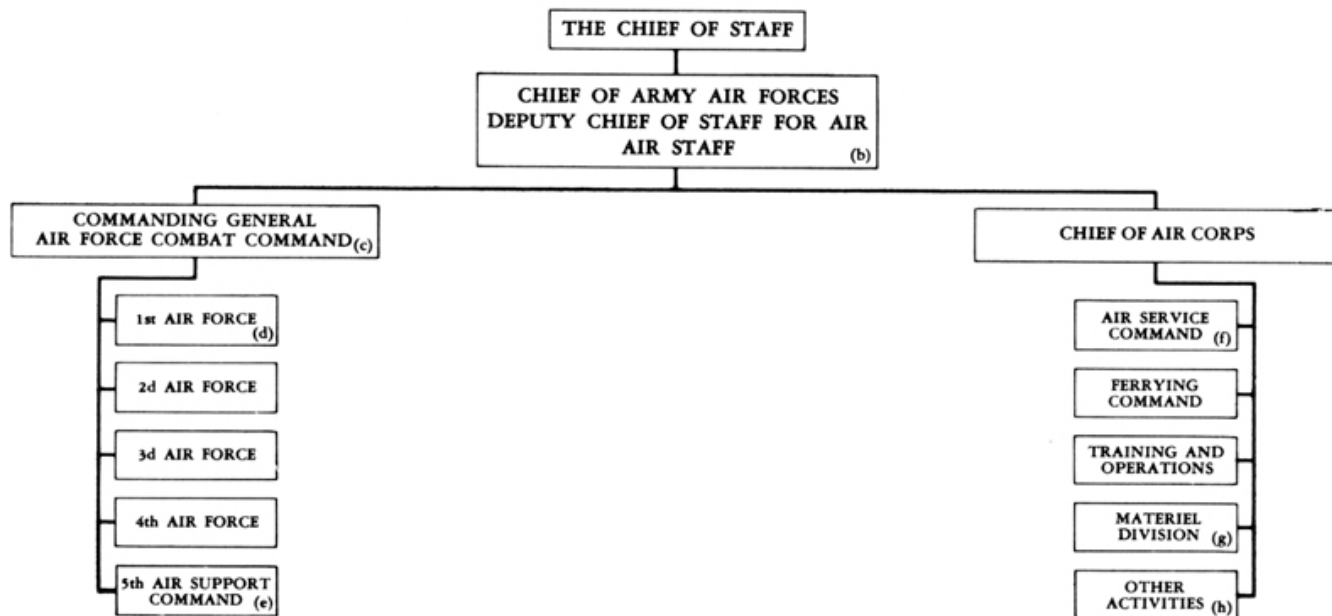 THE CHIEF OF STAFF
CHIEF OF ARMY AIR FORCES
DEPUTY CHIEF OF STAFF FOR AIR
AIR STAFF (b)
COMMANDING GENERAL
AIR FORCE COMBAT COMMAND (c)
1st AIR FORCE
(d)
2d AIR FORCE
3d AIR FORCE
4th AIR FORCE
5th AIR SUPPORT
COMMAND (e)
CHIEF OF AIR CORPS
AIR SERVICE
COMMAND (f)
FERRYING
COMMAND
TRAINING AND
OPERATIONS
MATERIEL
DIVISION (g)
OTHER
ACTIVITIES (h)